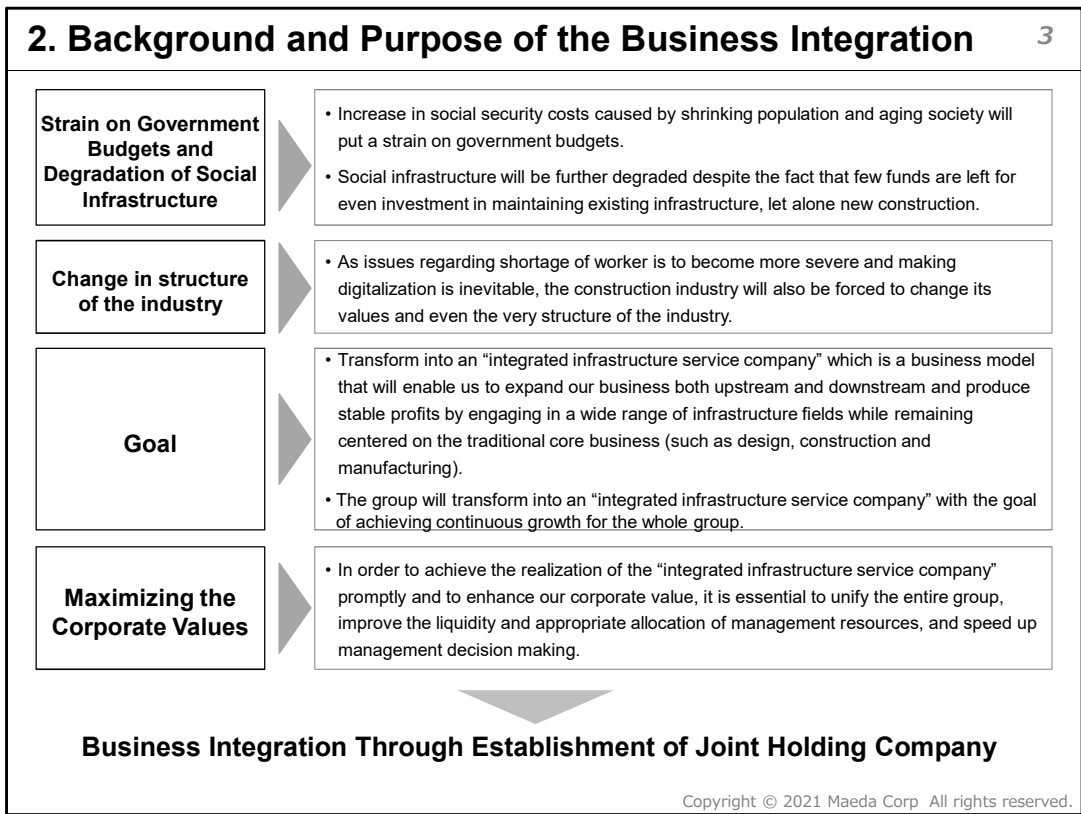 2. Background and Purpose of the Business Integration
3
Strain on Government
Budgets and
Degradation of Social
Infrastructure
• Increase in social security costs caused by shrinking population and aging society will
put a strain on government budgets.
• Social infrastructure will be further degraded despite the fact that few funds are left for
even investment in maintaining existing infrastructure, let alone new construction.
Change in structure
of the industry
• As issues regarding shortage of worker is to become more severe and making
digitalization is inevitable, the construction industry will also be forced to change its
values and even the very structure of the industry.
Goal
• Transform into an “integrated infrastructure service company” which is a business model
that will enable us to expand our business both upstream and downstream and produce
stable profits by engaging in a wide range of infrastructure fields while remaining
centered on the traditional core business (such as design, construction and
manufacturing).
• The group will transform into an “integrated infrastructure service company” with the goal
of achieving continuous growth for the whole group.
Maximizing the
Corporate Values
• In order to achieve the realization of the “integrated infrastructure service company”
promptly and to enhance our corporate value, it is essential to unify the entire group,
improve the liquidity and appropriate allocation of management resources, and speed up
management decision making.
Business Integration Through Establishment of Joint Holding Company
Copyright © 2021 Maeda Corp All rights reserved.